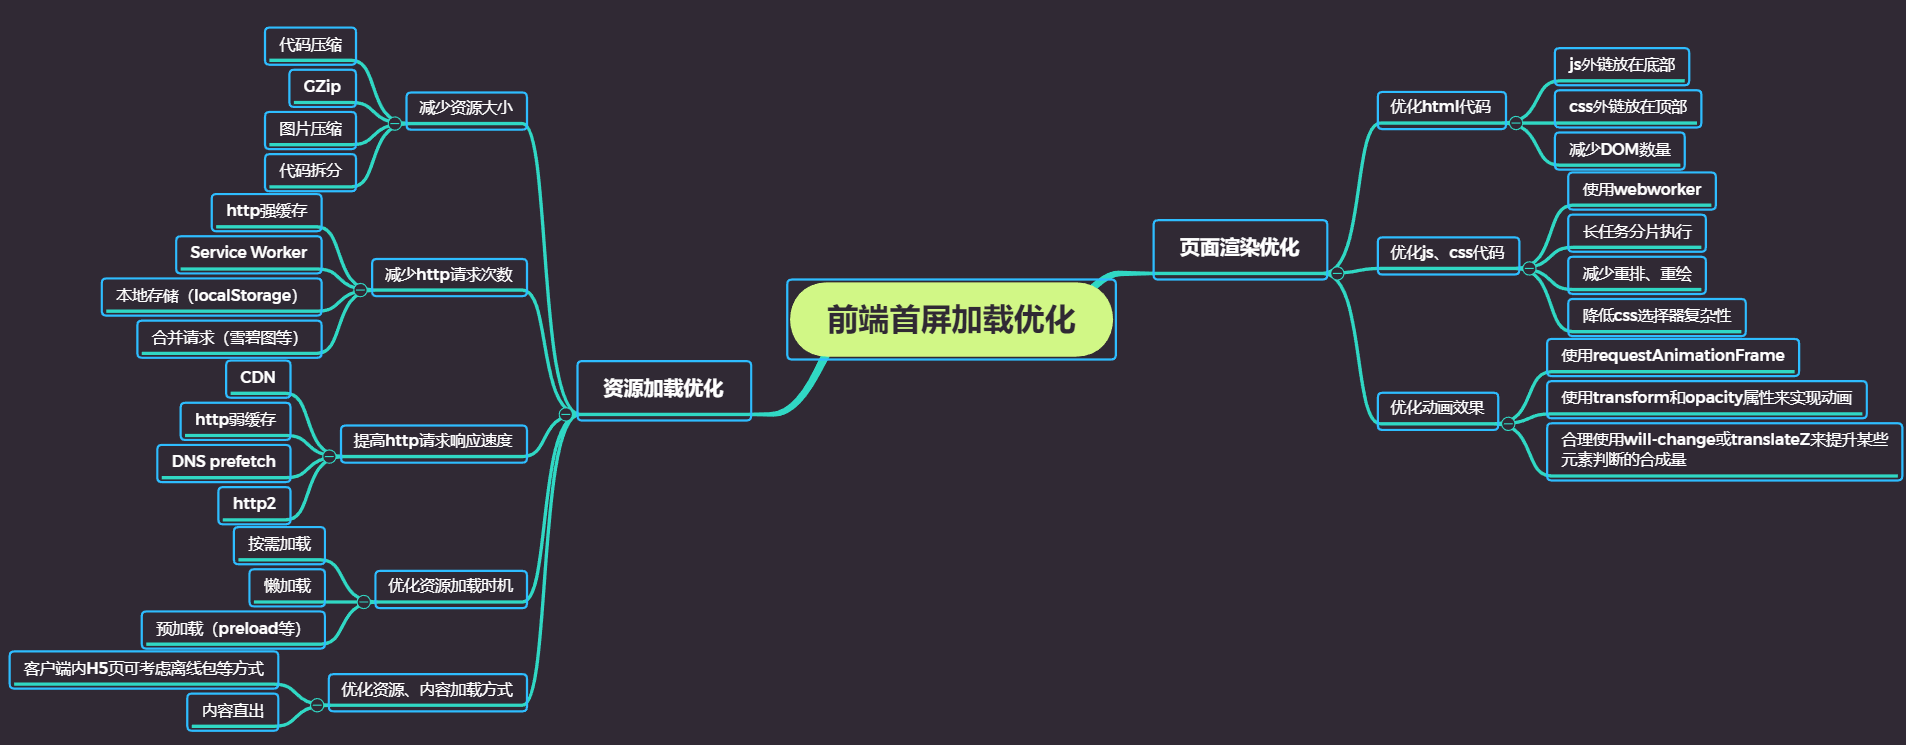 前端首屏加载优化
资源加载优化
减少资源大小
代码压缩
GZip
图片压缩
代码拆分
减少http请求次数
http强缓存
Service Worker
本地存储（localStorage）
合并请求（雪碧图等）
提高http请求响应速度
CDN
http弱缓存
DNS prefetch
http2
优化资源加载时机
按需加载
懒加载
预加载（preload等）
优化资源、内容加载方式
客户端内H5页可考虑离线包等方式
内容直出
页面渲染优化
优化html代码
js外链放在底部
css外链放在顶部
减少DOM数量
优化js、css代码
使用webworker
长任务分片执行
减少重排、重绘
降低css选择器复杂性
优化动画效果
使用requestAnimationFrame
使用transform和opacity属性来实现动画
合理使用will-change或translateZ来提升某些
元素判断的合成量